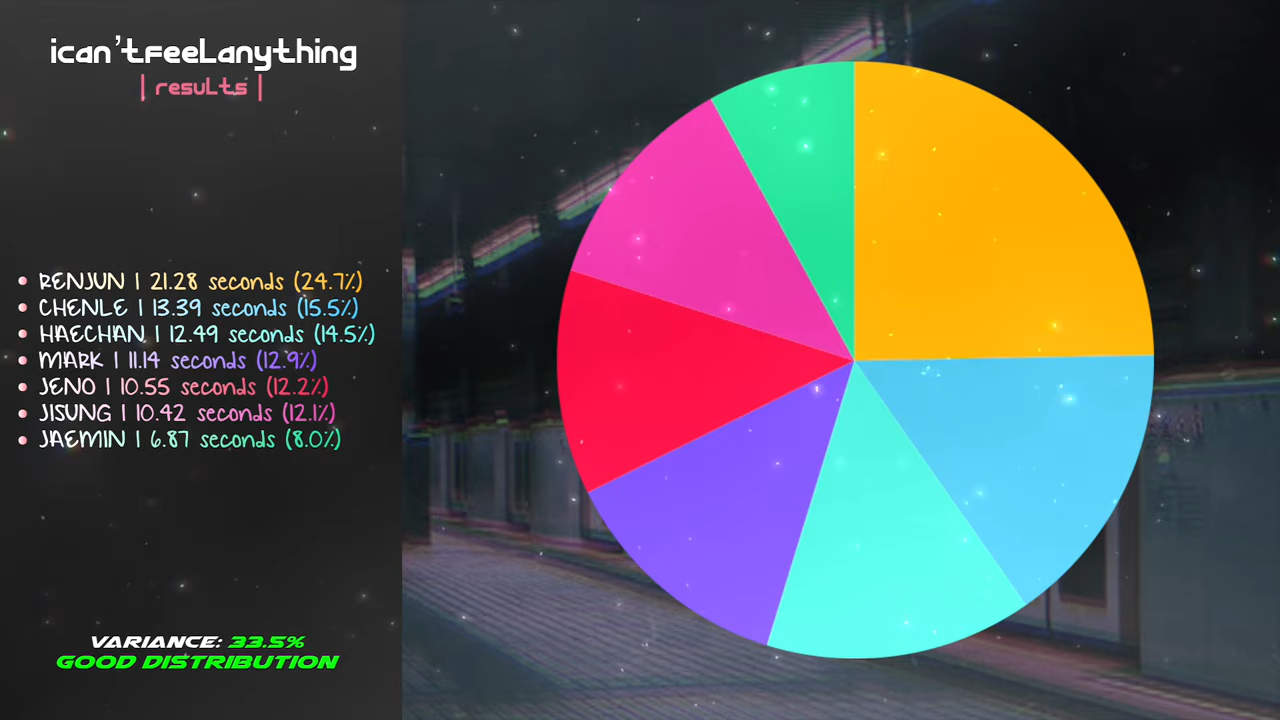 ican'tfeelanything
| results |
• RENJUN | 21.28 seconds (24.7%)
• CHENLE | 13.39 seconds (15.5%)
• HAECHAN | 12.49 seconds (14.5%)
• MARK | 11.14 seconds (12.9%)
• JENO | 10.55 seconds (12.2%)
• JISUNG | 10.42 seconds (12.1%)
• JAEMIN | 6.87 seconds (8.0%)
VARIANCE: 33.5%
GOOD DISTRIBUTION